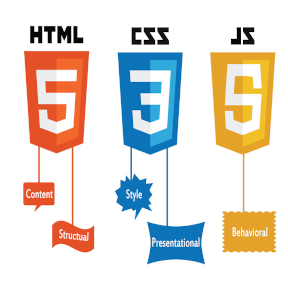 HTML
CSS
JS
5
3
5
Content
Structual
Style
Presentational
Behavioral